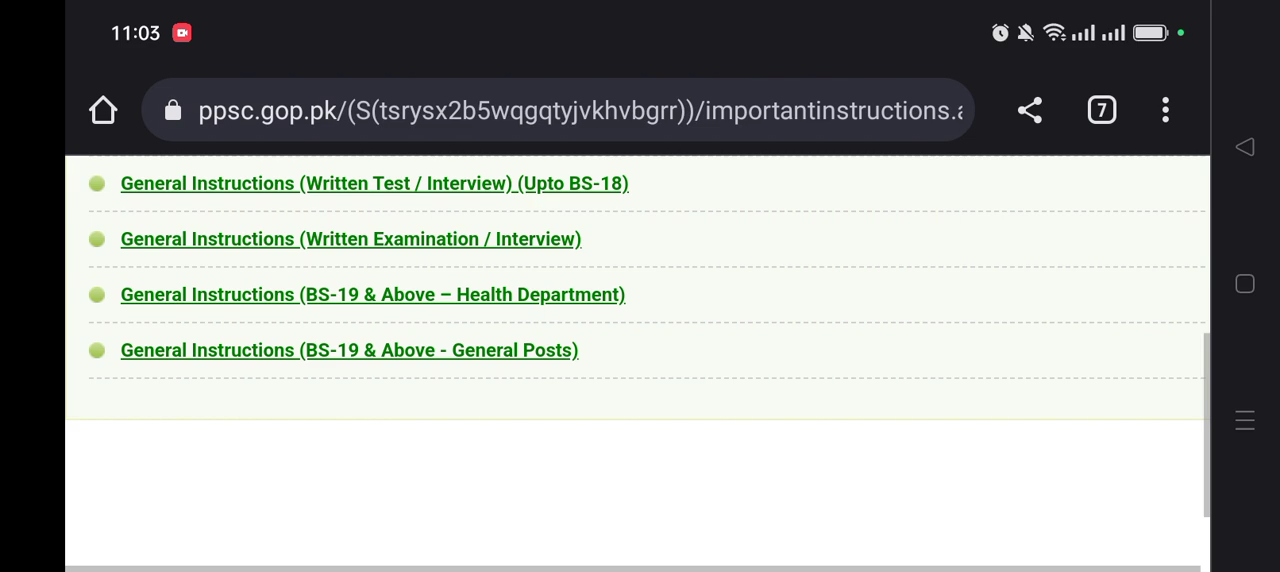 11:03
ppsc.gop.pk/(S(tsrysx2b5wqgqtyjvkhvbgrr))/importantinstructions.a
7
General Instructions (Written Test / Interview) (Upto BS-18)
General Instructions (Written Examination / Interview)
General Instructions (BS-19 & Above – Health Department)
General Instructions (BS-19 & Above - General Posts)